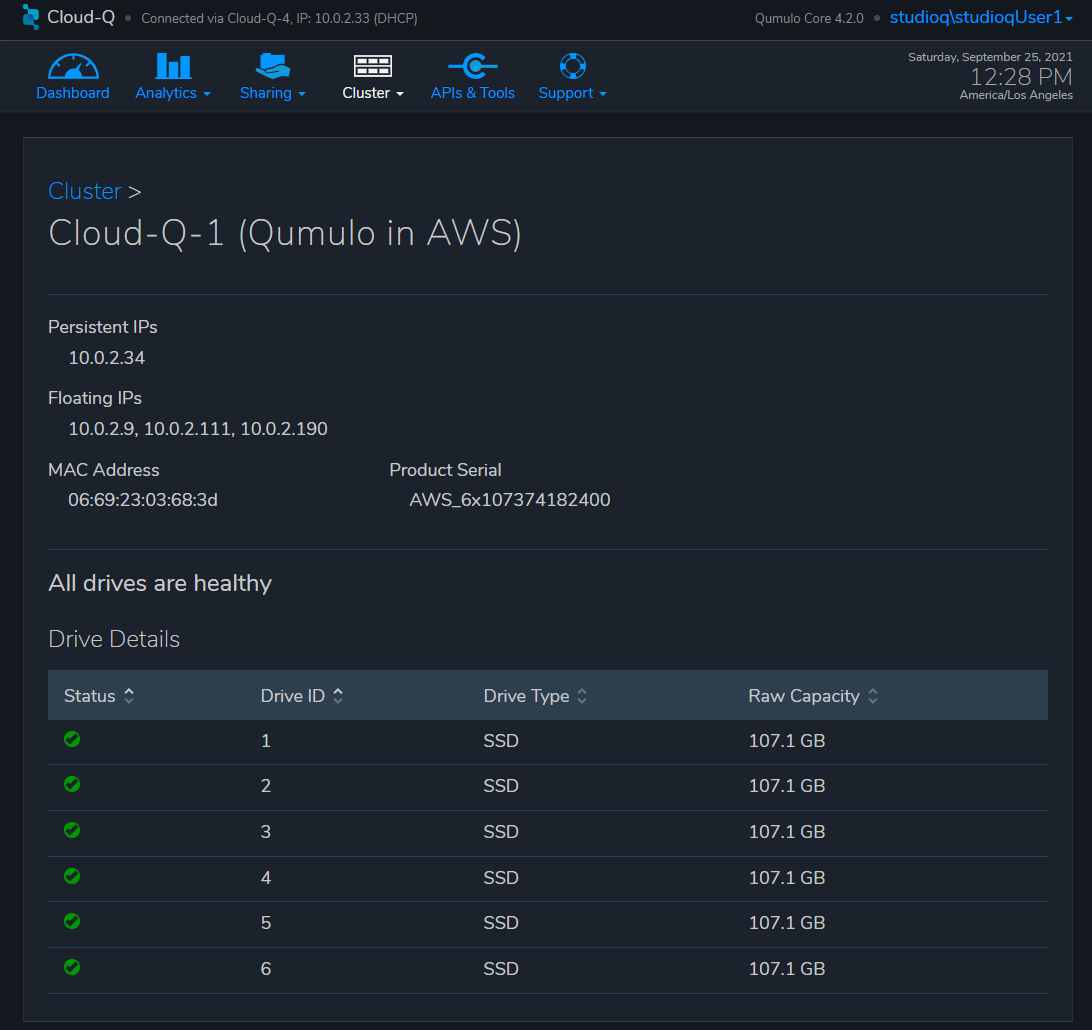 Cloud-Q • Connected via Cloud-Q-4, IP: 10.0.2.33 (DHCP) Qumulo Core 4.2.0 • studioq\studioqUser1
Saturday, September 25, 2021
12:28 PM
America/Los Angeles
Dashboard Analytics Sharing Cluster APIs & Tools Support
Cluster >
Cloud-Q-1 (Qumulo in AWS)
Persistent IPs
10.0.2.34
Floating IPs
10.0.2.9, 10.0.2.111, 10.0.2.190
MAC Address Product Serial
06:69:23:03:68:3d AWS_6x107374182400
All drives are healthy
Drive Details
Status Drive ID Drive Type Raw Capacity
1 SSD 107.1 GB
2 SSD 107.1 GB
3 SSD 107.1 GB
4 SSD 107.1 GB
5 SSD 107.1 GB
6 SSD 107.1 GB